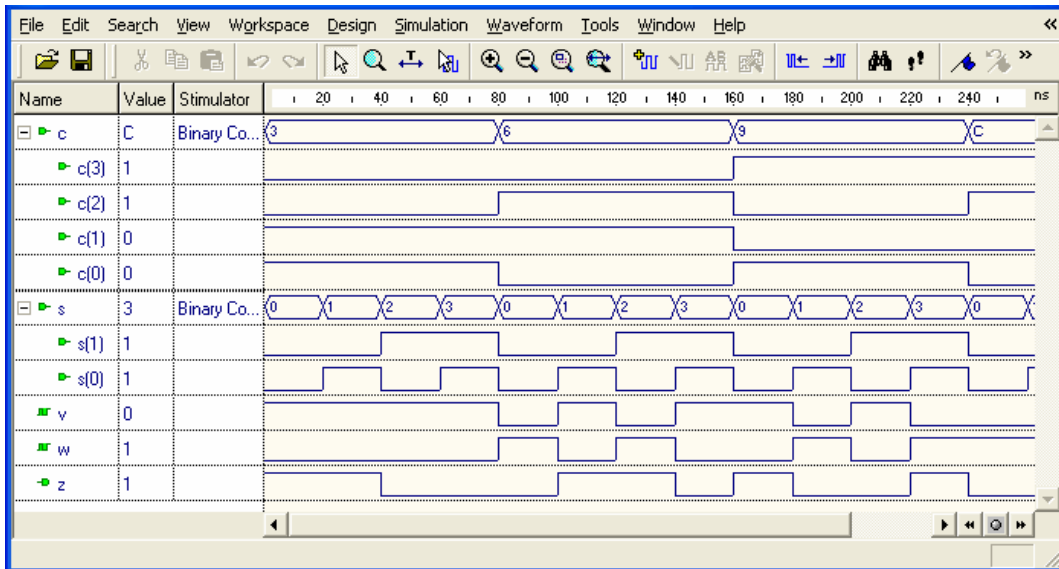 File Edit Search View Workspace Design Simulation Waveform Tools Window Help
Name Value Stimulator 20 40 60 80 100 120 140 160 180 200 220 240 ns
c C Binary Co... 3 6 9 C
c(3) 1
c(2) 1
c(1) 0
c(0) 0
s 3 Binary Co... 0 1 2 3 0 1 2 3 0 1 2 3 0
s(1) 1
s(0) 1
v 0
w 1
z 1